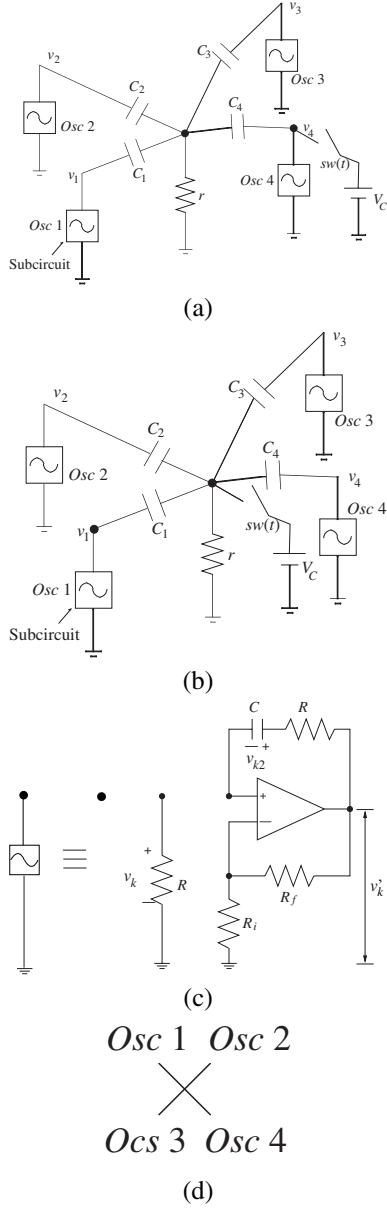 v3
v2
C3
Osc 3
C2
C4
Osc 2
v4
sw(t)
v1
C1
Osc 4
VC
r
Osc 1
Subcircuit
(a)
v3
v2
C3
Osc 3
C2
C4
Osc 2
v4
v1
C1
sw(t)
Osc 4
r
VC
Osc 1
Subcircuit
(b)
C R
− +
vk2
+
+
−
vk R
−
Rf
vk’
Ri
(c)
Osc 1 Osc 2
Ocs 3 Osc 4
(d)